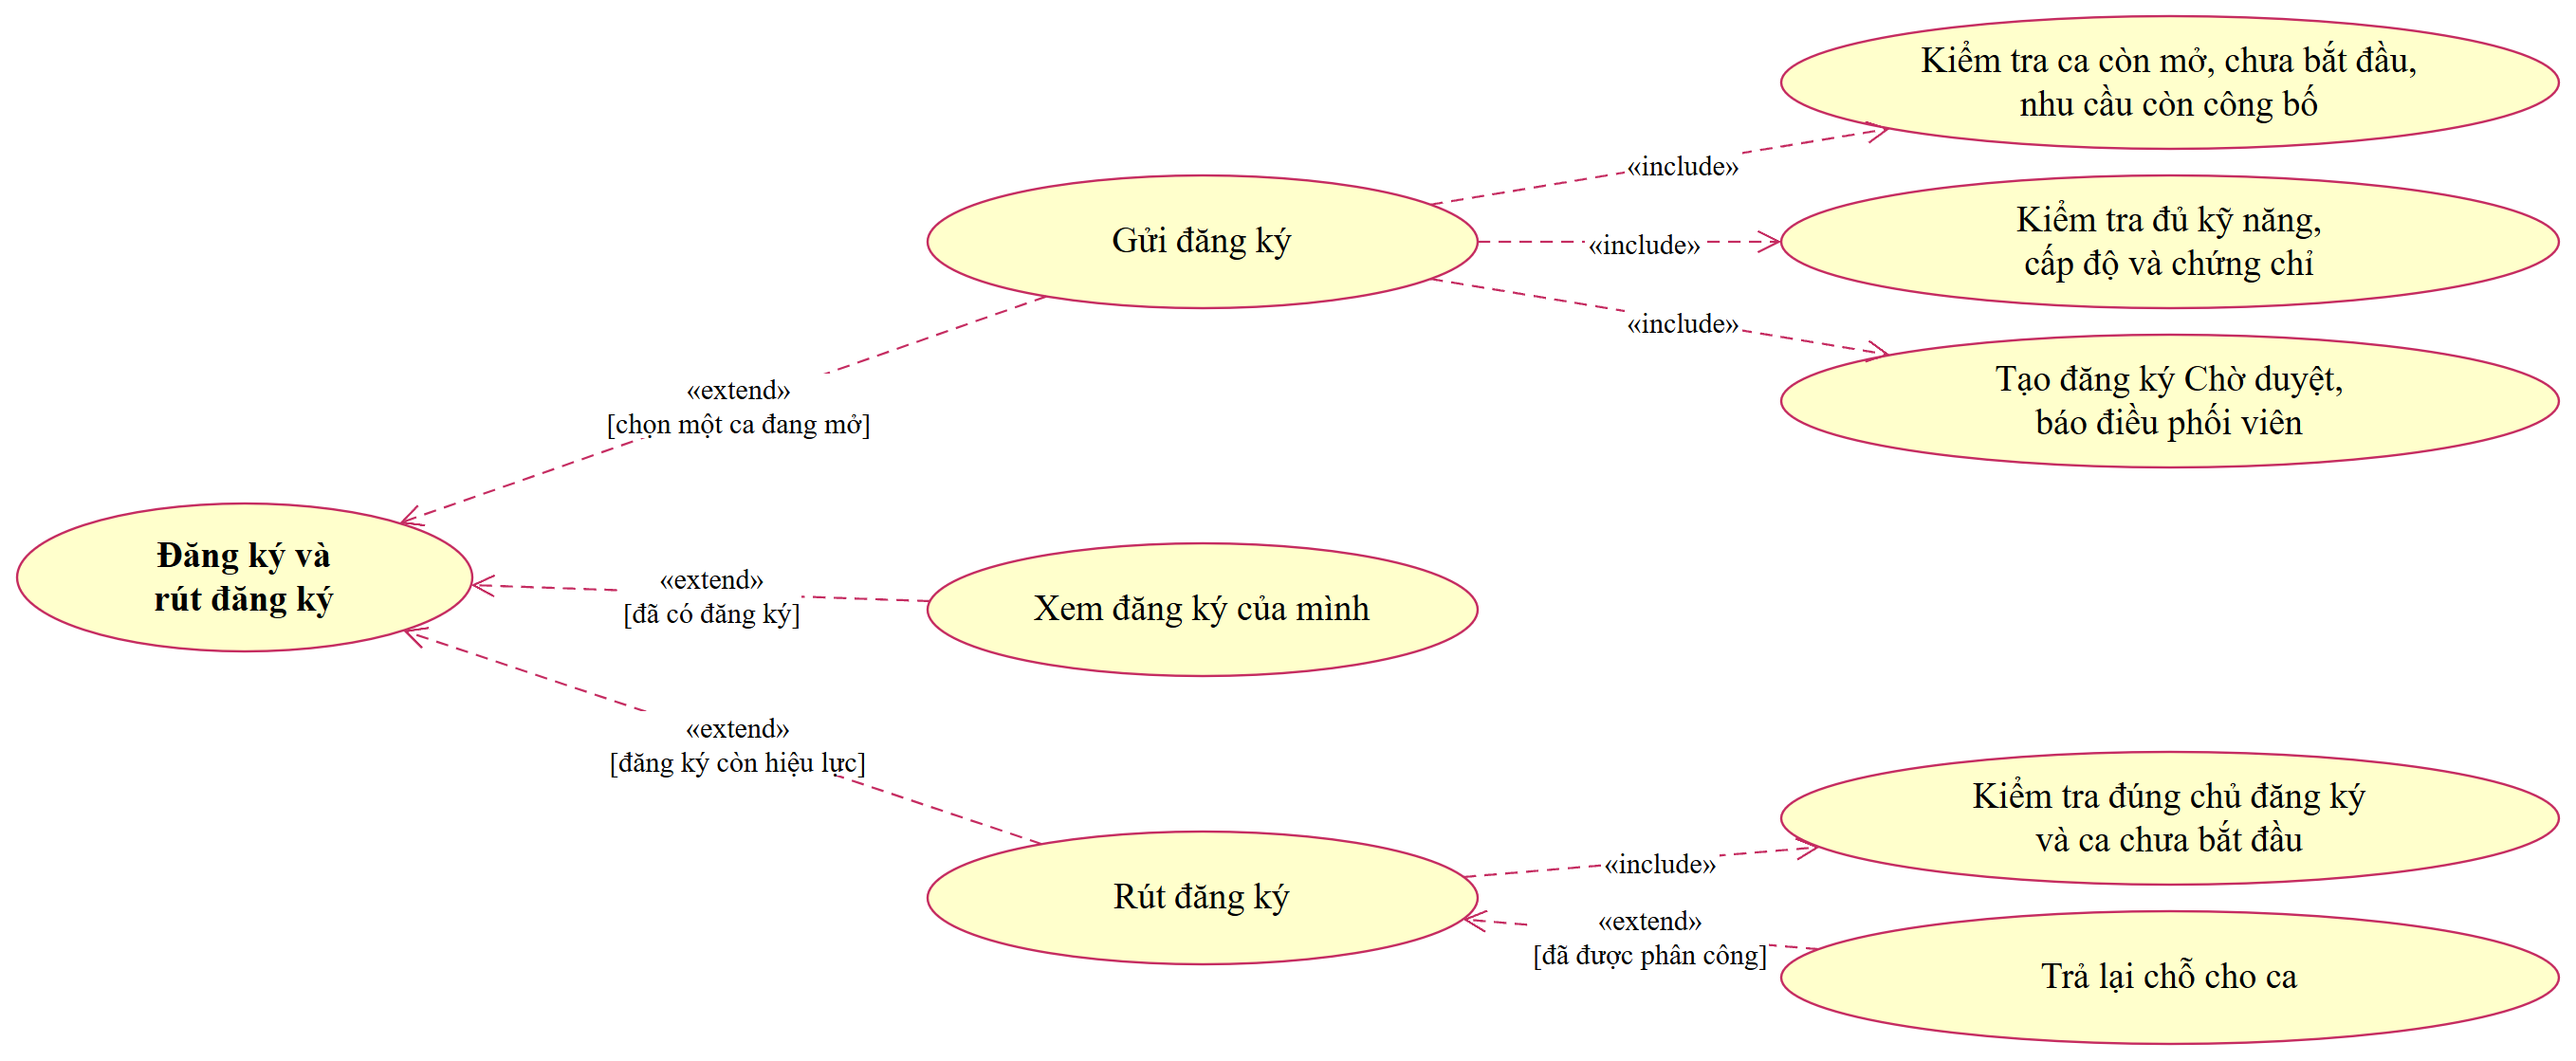 Kiểm tra ca còn mở, chưa bắt đầu,
nhu cầu còn công bố
«include»
Gửi đăng ký
Kiểm tra đủ kỹ năng,
cấp độ và chứng chỉ
«include»
«include»
Tạo đăng ký Chờ duyệt,
báo điều phối viên
«extend»
[chọn một ca đang mở]
Đăng ký và
rút đăng ký
«extend»
[đã có đăng ký]
Xem đăng ký của mình
«extend»
[đăng ký còn hiệu lực]
Rút đăng ký
Kiểm tra đúng chủ đăng ký
và ca chưa bắt đầu
«include»
«extend»
[đã được phân công]
Trả lại chỗ cho ca